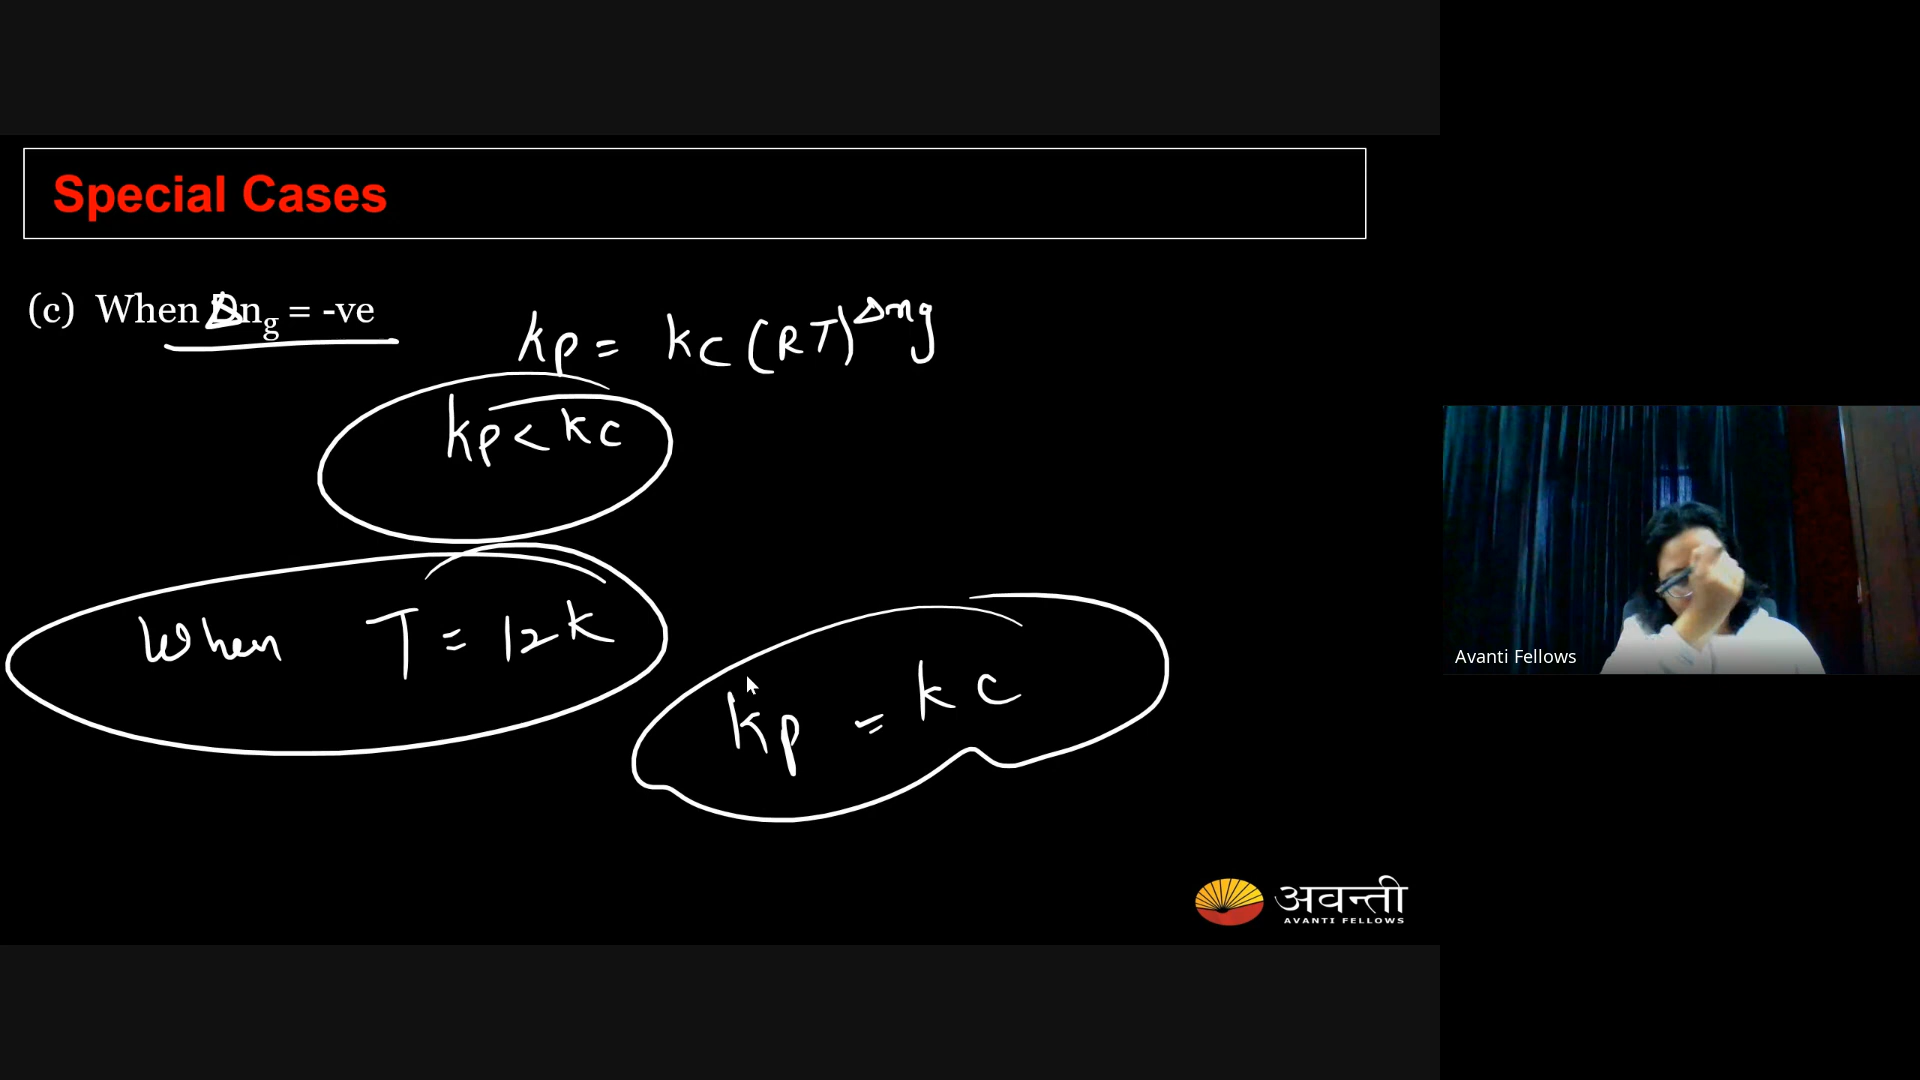 Special Cases
(c) When Δng = -ve
kp = kc (RT)^Δng
kp < kc
When T = 12k
kp = kc
Avanti Fellows
अवन्ती
AVANTI FELLOWS